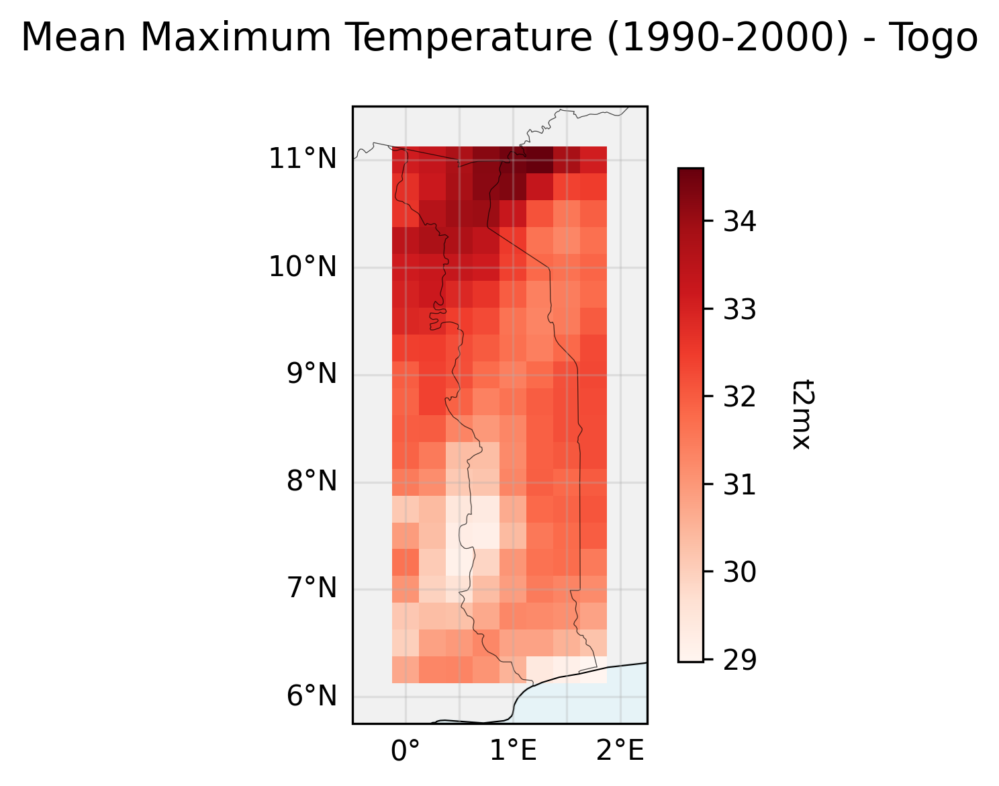 Mean Maximum Temperature (1990-2000) - Togo
11°N
10°N
9°N
8°N
7°N
6°N
0°
1°E
2°E
34
33
32
31
30
29
t2mx